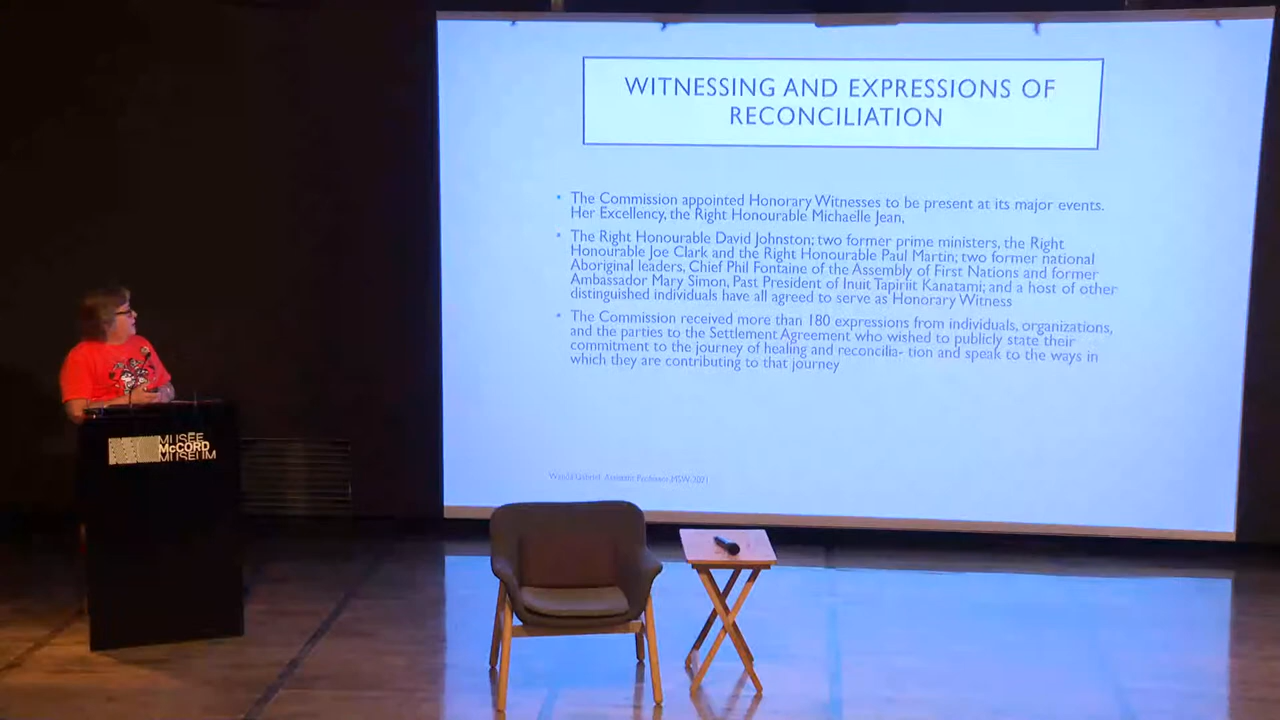 WITNESSING AND EXPRESSIONS OF
RECONCILIATION
The Commission appointed Honorary Witnesses to be present at its major events.
Her Excellency, the Right Honourable Michaelle Jean,
The Right Honourable David Johnston; two former prime ministers, the Right
Honourable Joe Clark and the Right Honourable Paul Martin; two former national
Aboriginal leaders, Chief Phil Fontaine of the Assembly of First Nations and former
Ambassador Mary Simon, Past President of Inuit Tapiriit Kanatami; and a host of other
distinguished individuals have all agreed to serve as Honorary Witness
The Commission received more than 180 expressions from individuals, organizations,
and the parties to the Settlement Agreement who wished to publicly state their
commitment to the journey of healing and reconcilia- tion and speak to the ways in
which they are contributing to that journey
Wanda Gabriel Assistant Professor 2021
MUSÉE
McCORD
MUSEUM